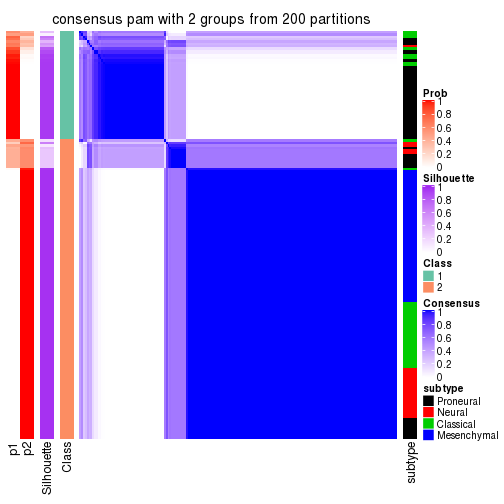 consensus pam with 2 groups from 200 partitions
Prob
1
0.8
0.6
0.4
0.2
0
Silhouette
1
0.8
0.6
0.4
0.2
0
Class
1
2
Consensus
1
0.8
0.6
0.4
0.2
0
subtype
Proneural
Neural
Classical
Mesenchymal
p1
p2
Silhouette
Class
subtype